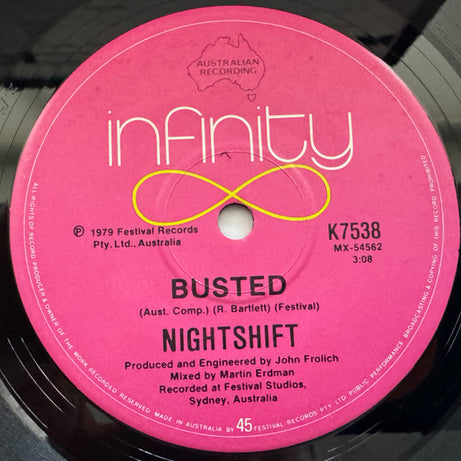 AUSTRALIAN
RECORDING
infinity
℗ 1979 Festival Records
Pty. Ltd., Australia
K7538
MX-54562
3:08
BUSTED
(Aust. Comp.) (R. Bartlett) (Festival)
NIGHTSHIFT
Produced and Engineered by John Frolich
Mixed by Martin Erdman
Recorded at Festival Studios,
Sydney, Australia
ALL RIGHTS OF RECORD PRODUCER & OWNER OF THE WORK RECORDED RESERVED MADE IN AUSTRALIA BY 45 FESTIVAL RECORDS PTY. LTD. PUBLIC PERFORMANCE BROADCASTING & COPYING OF THIS RECORD PROHIBITED